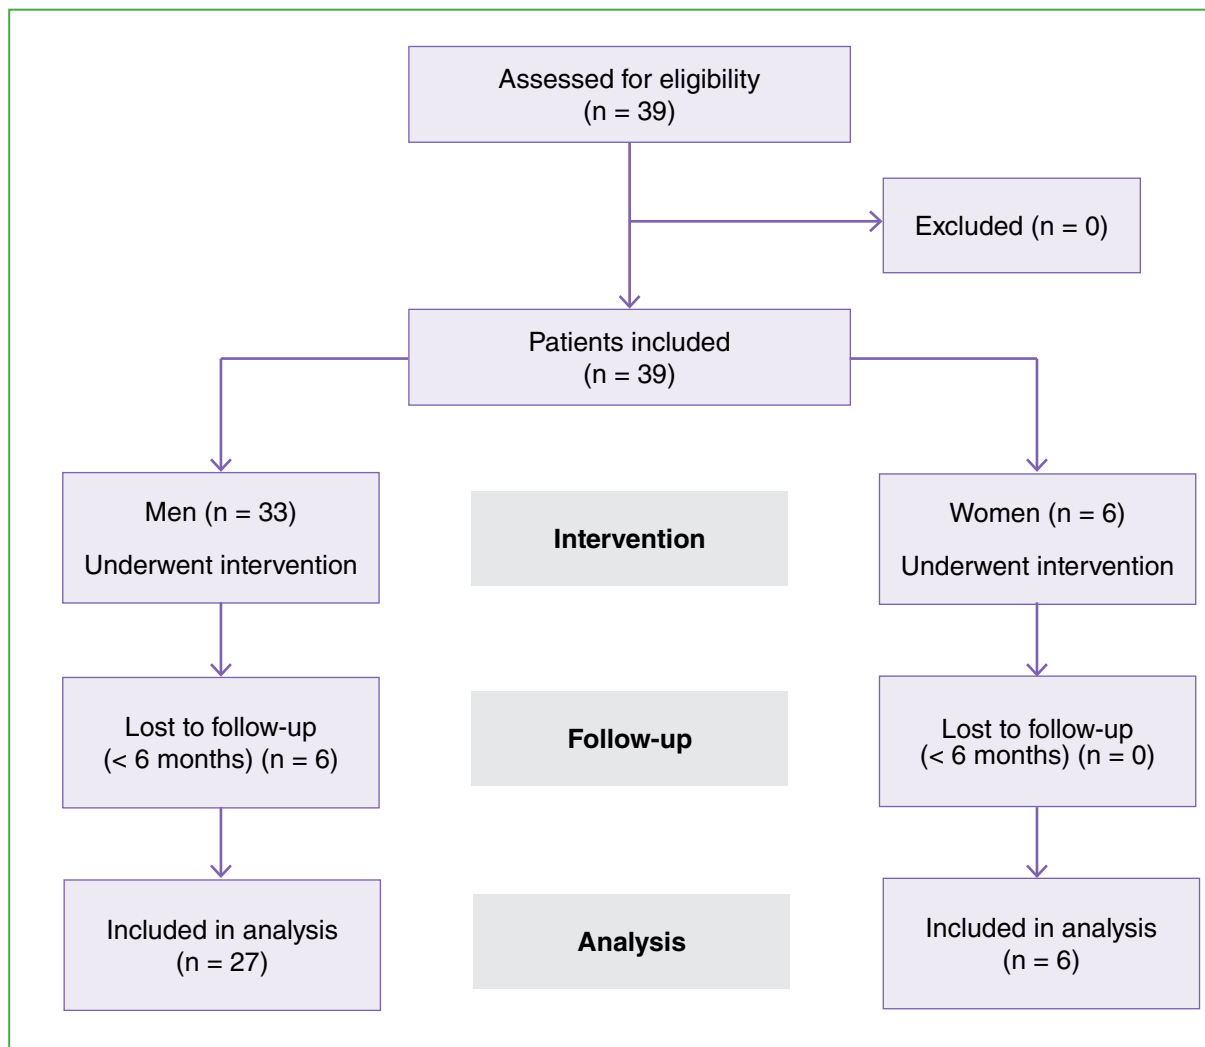 Assessed for eligibility
(n = 39)
Excluded (n = 0)
Patients included
(n = 39)
Men (n = 33)
Underwent intervention
Intervention
Women (n = 6)
Underwent intervention
Lost to follow-up
(< 6 months) (n = 6)
Follow-up
Lost to follow-up
(< 6 months) (n = 0)
Included in analysis
(n = 27)
Analysis
Included in analysis
(n = 6)